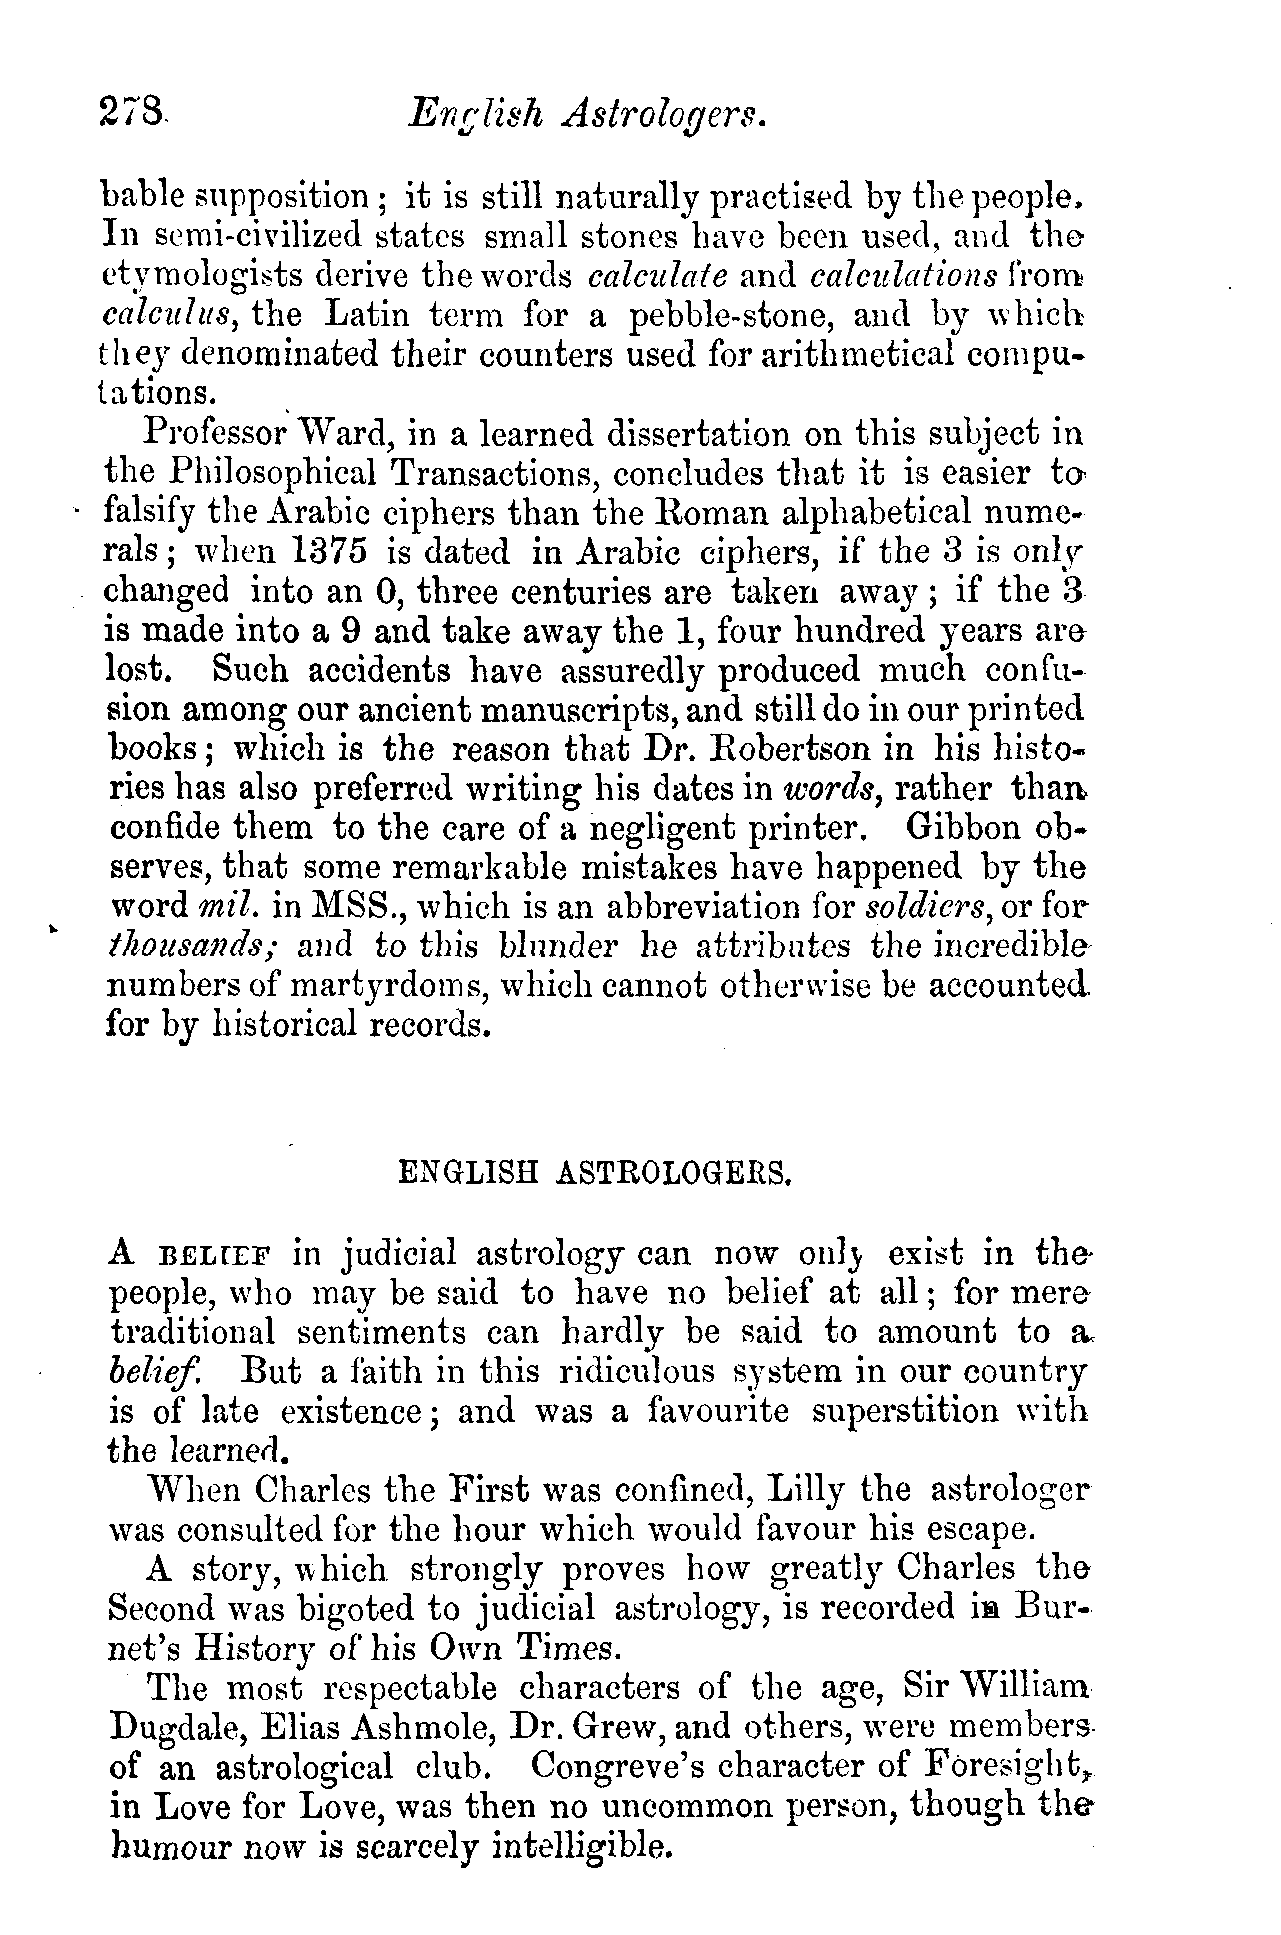 278 English Astrologers.
bable supposition; it is still naturally practised by the people.
In semi-civilized states small stones have been used, and the
etymologists derive the words calculate and calculations from
calculus, the Latin term for a pebble-stone, and by which
they denominated their counters used for arithmetical compu-
tations.
Professor Ward, in a learned dissertation on this subject in
the Philosophical Transactions, concludes that it is easier to
falsify the Arabic ciphers than the Roman alphabetical nume-
rals; when 1375 is dated in Arabic ciphers, if the 3 is only
changed into an 0, three centuries are taken away; if the 3
is made into a 9 and take away the 1, four hundred years are
lost. Such accidents have assuredly produced much confu-
sion among our ancient manuscripts, and still do in our printed
books; which is the reason that Dr. Robertson in his histo-
ries has also preferred writing his dates in words, rather than
confide them to the care of a negligent printer. Gibbon ob-
serves, that some remarkable mistakes have happened by the
word mil. in MSS., which is an abbreviation for soldiers, or for
thousands; and to this blunder he attributes the incredible
numbers of martyrdoms, which cannot otherwise be accounted
for by historical records.
ENGLISH ASTROLOGERS.
A BELIEF in judicial astrology can now only exist in the
people, who may be said to have no belief at all; for mere
traditional sentiments can hardly be said to amount to a
belief. But a faith in this ridiculous system in our country
is of late existence; and was a favourite superstition with
the learned.
When Charles the First was confined, Lilly the astrologer
was consulted for the hour which would favour his escape.
A story, which strongly proves how greatly Charles the
Second was bigoted to judicial astrology, is recorded in Bur-
net's History of his Own Times.
The most respectable characters of the age, Sir William
Dugdale, Elias Ashmole, Dr. Grew, and others, were members
of an astrological club. Congreve's character of Foresight,
in Love for Love, was then no uncommon person, though the
humour now is scarcely intelligible.